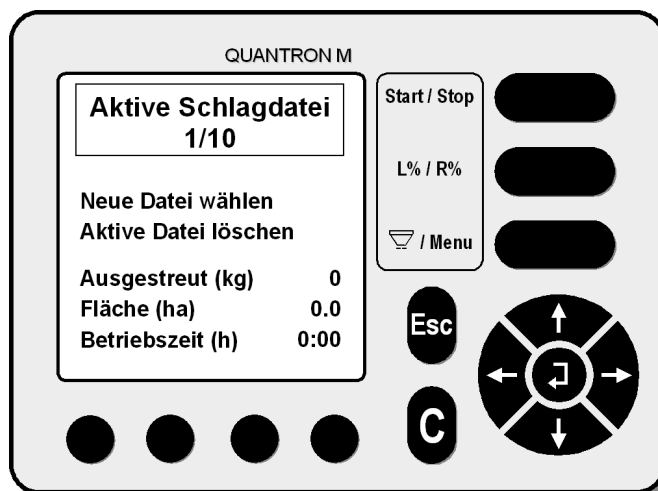 QUANTRON M
Aktive Schlagdatei
1/10
Neue Datei wählen
Aktive Datei löschen
Ausgestreut (kg) 0
Fläche (ha) 0.0
Betriebszeit (h) 0:00
Start / Stop
L% / R%
/ Menu
Esc
C